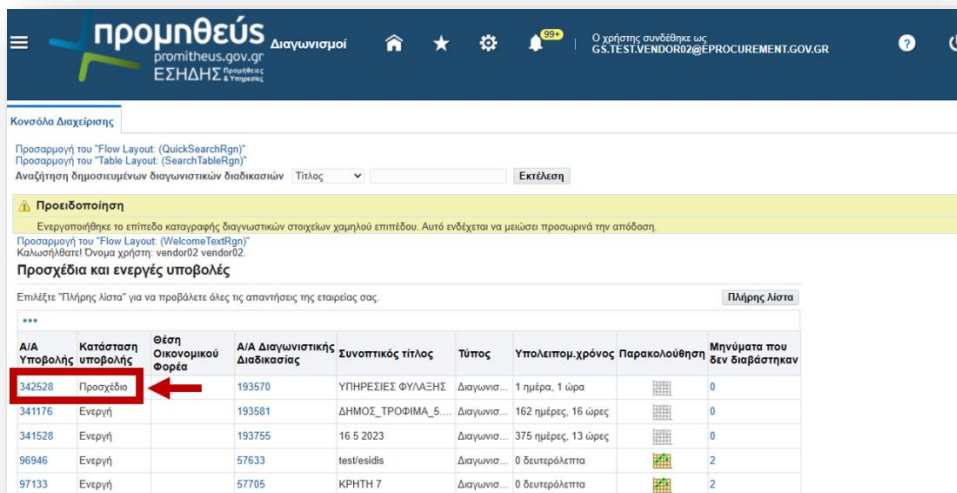 προμηθεύς
promitheus.gov.gr
ΕΣΗΔΗΣ Προμήθειες & Υπηρεσίες
Διαγωνισμοί
99+
Ο χρήστης συνδέθηκε ως
GS.TEST.VENDOR02@EPROCUREMENT.GOV.GR
?
Κονσόλα Διαχείρισης
Προσαρμογή του "Flow Layout: (QuickSearchRgn)"
Προσαρμογή του "Table Layout: (SearchTableRgn)"
Αναζήτηση δημοσιευμένων διαγωνιστικών διαδικασιών Τίτλος Εκτέλεση
Προειδοποίηση
Ενεργοποιήθηκε το επίπεδο καταγραφής διαγνωστικών στοιχείων χαμηλού επιπέδου. Αυτό ενδέχεται να μειώσει προσωρινά την απόδοση.
Προσαρμογή του "Flow Layout: (WelcomeTextRgn)"
Καλωσήλθατε! Όνομα χρήστη: vendor02 vendor02.
Προσχέδια και ενεργές υποβολές
Επιλέξτε "Πλήρης λίστα" για να προβάλετε όλες τις απαντήσεις της εταιρείας σας. Πλήρης λίστα
Α/Α Υποβολής Κατάσταση υποβολής Θέση Οικονομικού Φορέα Α/Α Διαγωνιστικής Διαδικασίας Συνοπτικός τίτλος Τύπος Υπολειπομ.χρόνος Παρακολούθηση Μηνύματα που δεν διαβάστηκαν
342528 Προσχέδιο 193570 ΥΠΗΡΕΣΙΕΣ ΦΥΛΑΞΗΣ Διαγωνισ... 1 ημέρα, 1 ώρα 0
341176 Ενεργή 193581 ΔΗΜΟΣ_ΤΡΟΦΙΜΑ_5.... Διαγωνισ... 162 ημέρες, 16 ώρες 0
341528 Ενεργή 193755 16 5 2023 Διαγωνισ... 375 ημέρες, 13 ώρες 0
96946 Ενεργή 57633 test/esidis Διαγωνισ... 0 δευτερόλεπτα 2
97133 Ενεργή 57705 ΚΡΗΤΗ 7 Διαγωνισ... 0 δευτερόλεπτα 2